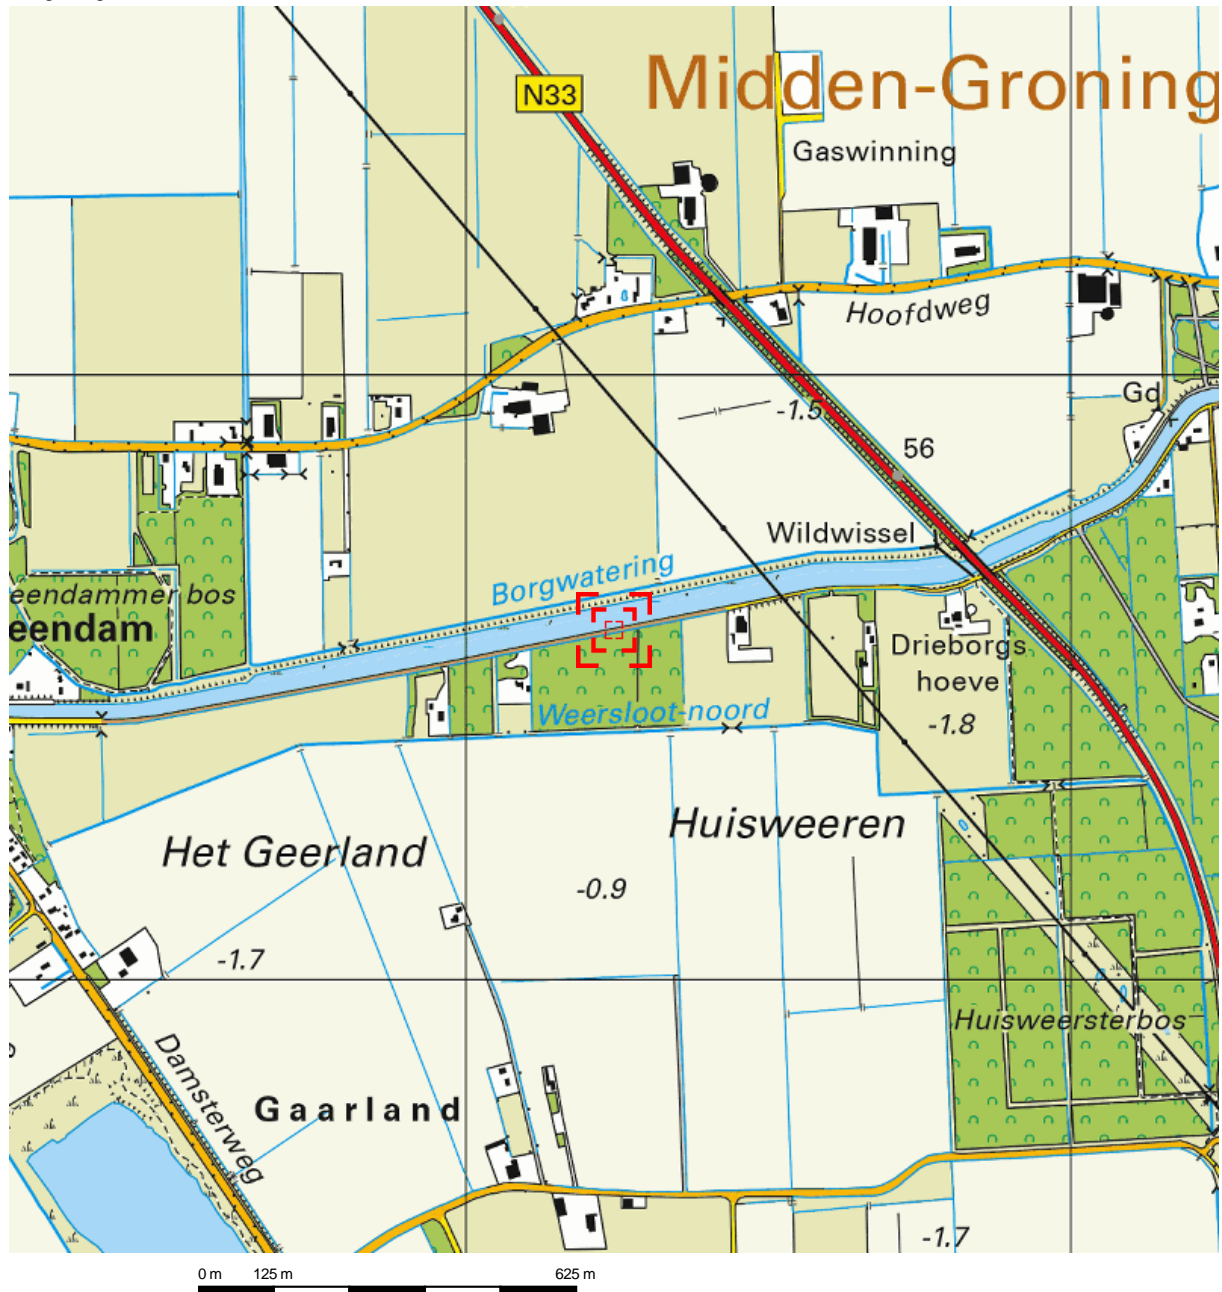 Midden-Groning
N33
Gaswinning
Hoofdweg
Gd
-1.5
56
Wildwissel
Borgwatering
eendammer bos
eendam
Drieborgs
hoeve
Weersloot-noord
-1.8
Huisweeren
Het Geerland
-0.9
-1.7
Huisweersterbos
Damsterweg
Gaarland
-1.7
0 m 125 m 625 m